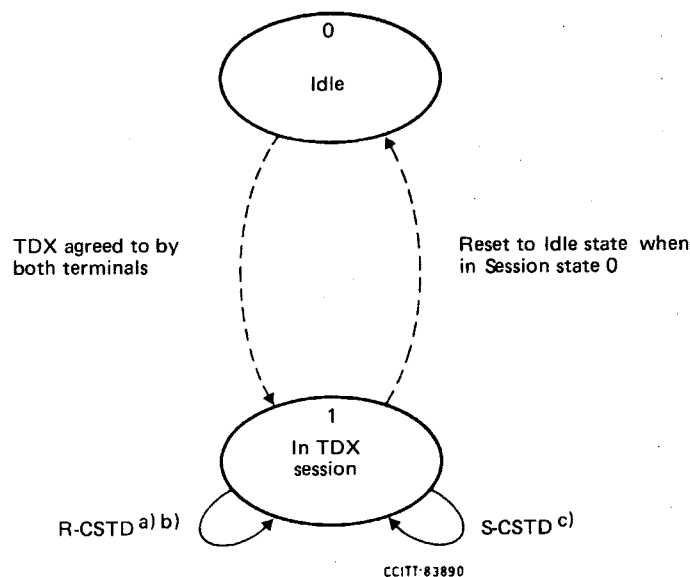 0
Idle
TDX agreed to by
both terminals
Reset to Idle state when
in Session state 0
1
In TDX
session
R-CSTD a) b)
S-CSTD c)
CCITT-83890